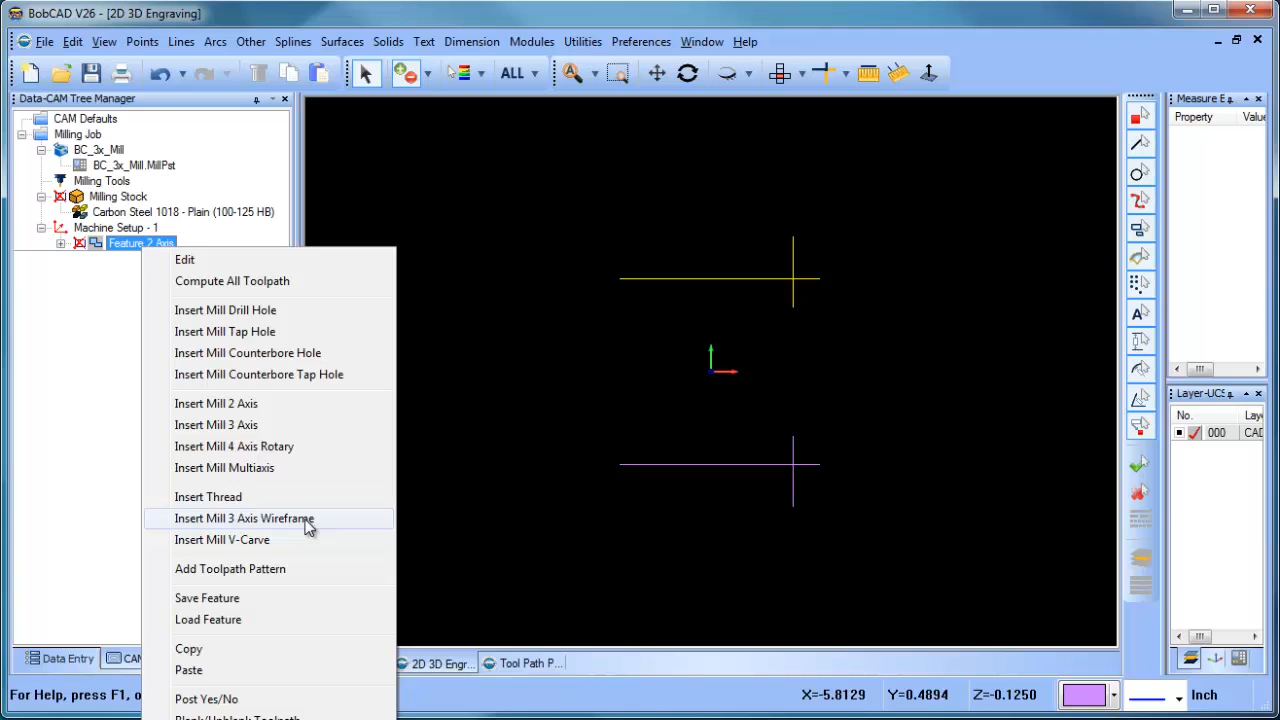 BobCAD V26 - [2D 3D Engraving]
File Edit View Points Lines Arcs Other Splines Surfaces Solids Text Dimension Modules Utilities Preferences Window Help
ALL
Data-CAM Tree Manager
CAM Defaults
Milling Job
BC_3x_Mill
BC_3x_Mill.MillPst
Milling Tools
Milling Stock
Carbon Steel 1018 - Plain (100-125 HB)
Machine Setup - 1
Feature 2 Axis
Edit
Compute All Toolpath
Insert Mill Drill Hole
Insert Mill Tap Hole
Insert Mill Counterbore Hole
Insert Mill Counterbore Tap Hole
Insert Mill 2 Axis
Insert Mill 3 Axis
Insert Mill 4 Axis Rotary
Insert Mill Multiaxis
Insert Thread
Insert Mill 3 Axis Wireframe
Insert Mill V-Carve
Add Toolpath Pattern
Save Feature
Load Feature
Copy
Paste
Post Yes/No
Blank/Unblank Toolpath
Measure E
Property Value
Layer-UCS
No. Laye
000 CAD
Data Entry CAM
2D 3D Engr... Tool Path P...
For Help, press F1, o
X=-5.8129 Y=0.4894 Z=-0.1250 Inch